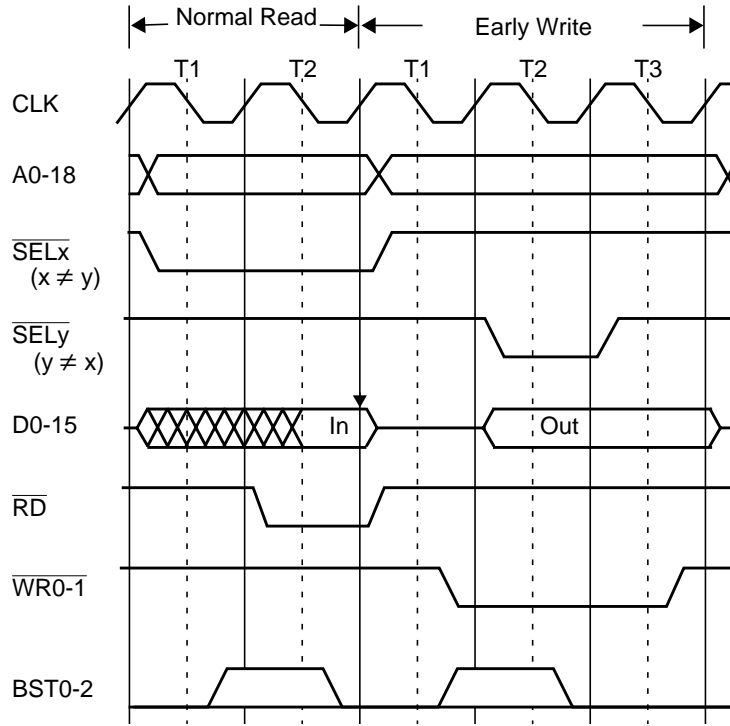 Normal Read
Early Write
T1
T2
T1
T2
T3
CLK
A0-18
SELx
(x ≠ y)
SELy
(y ≠ x)
D0-15
In
Out
RD
WR0-1
BST0-2